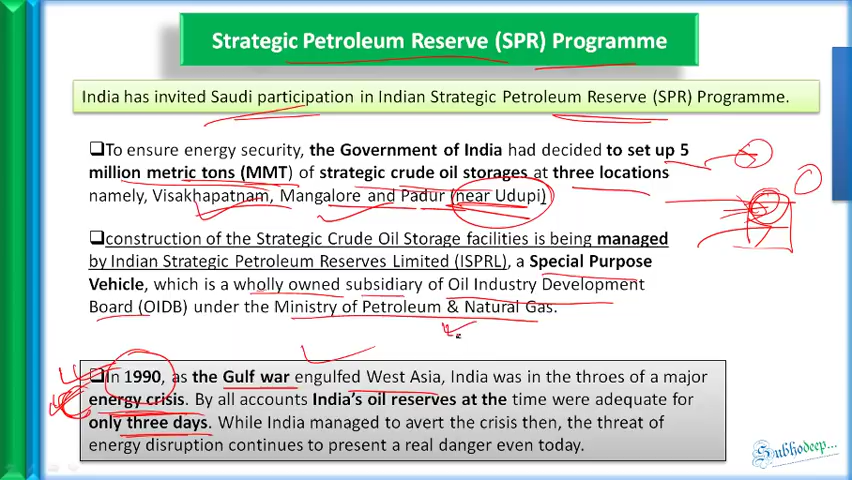 Strategic Petroleum Reserve (SPR) Programme
India has invited Saudi participation in Indian Strategic Petroleum Reserve (SPR) Programme.
❑To ensure energy security, the Government of India had decided to set up 5
million metric tons (MMT) of strategic crude oil storages at three locations
namely, Visakhapatnam, Mangalore and Padur (near Udupi)
❑construction of the Strategic Crude Oil Storage facilities is being managed
by Indian Strategic Petroleum Reserves Limited (ISPRL), a Special Purpose
Vehicle, which is a wholly owned subsidiary of Oil Industry Development
Board (OIDB) under the Ministry of Petroleum & Natural Gas.
❑In 1990, as the Gulf war engulfed West Asia, India was in the throes of a major
energy crisis. By all accounts India's oil reserves at the time were adequate for
only three days. While India managed to avert the crisis then, the threat of
energy disruption continues to present a real danger even today.
Subhodeep...